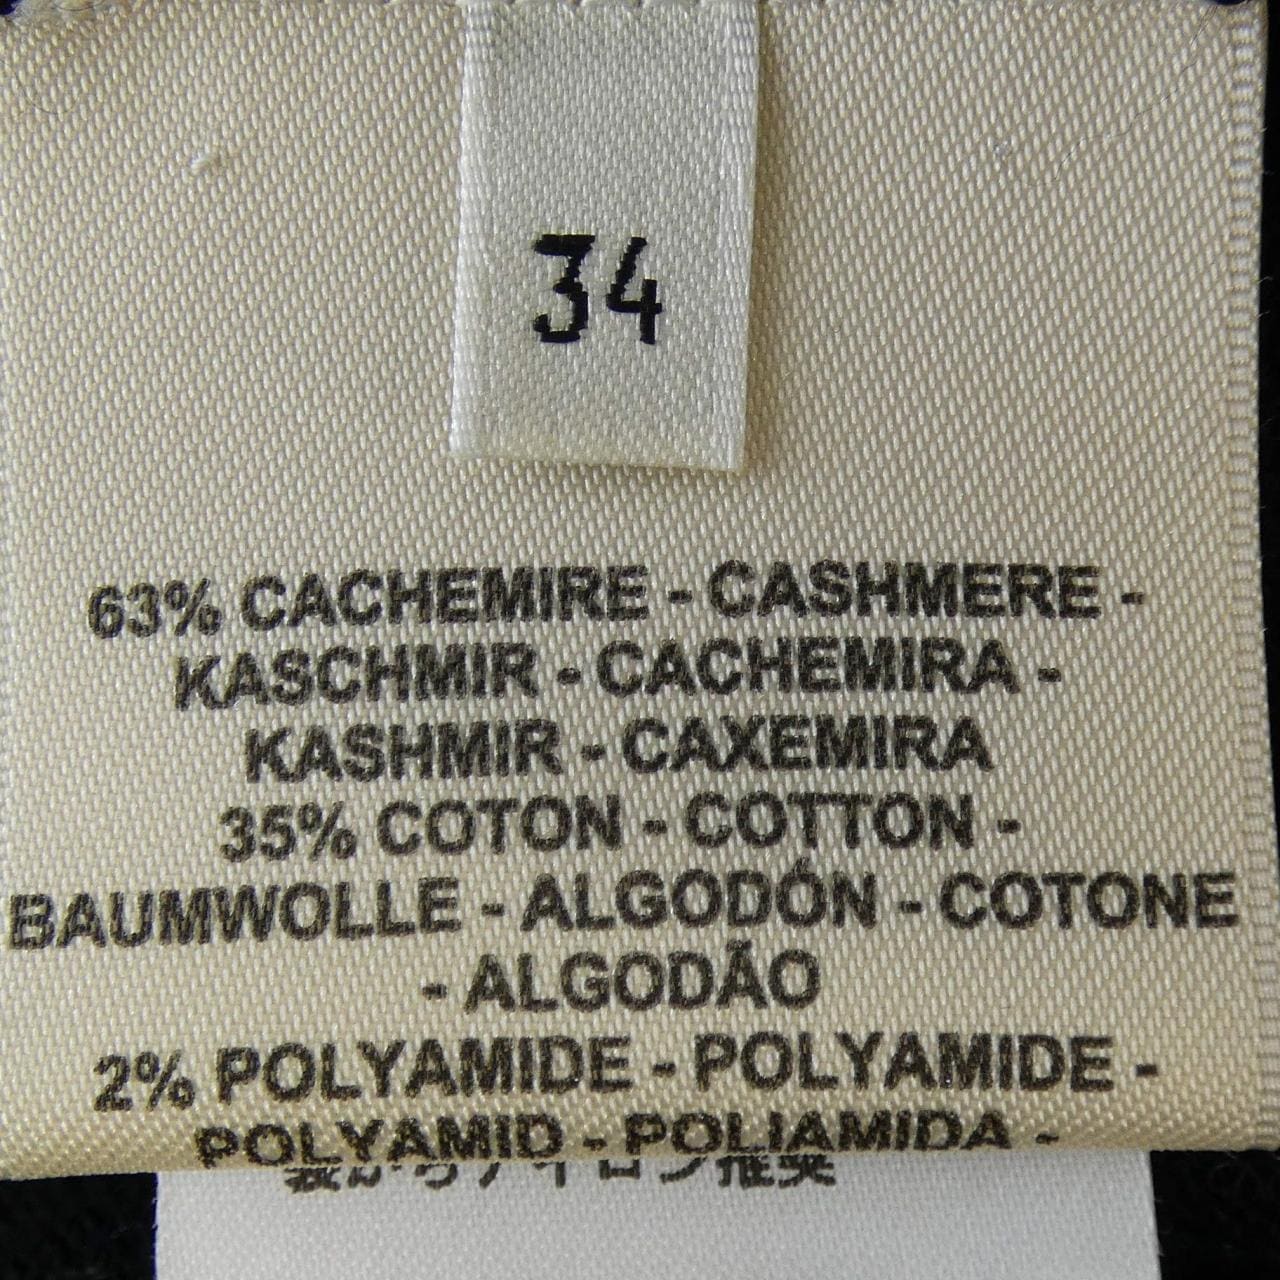 34
63% CACHEMIRE - CASHMERE -
KASCHMIR - CACHEMIRA -
KASHMIR - CAXEMIRA
35% COTON - COTTON -
BAUMWOLLE - ALGODÓN - COTONE
- ALGODÃO
2% POLYAMIDE - POLYAMIDE -
POLYAMID - POLIAMIDA -